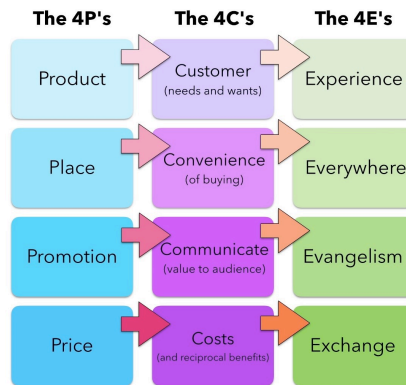 The 4P's The 4C's The 4E's
Product Customer Experience
(needs and wants)
Place Convenience Everywhere
(of buying)
Promotion Communicate Evangelism
(value to audience)
Price Costs Exchange
(and reciprocal benefits)